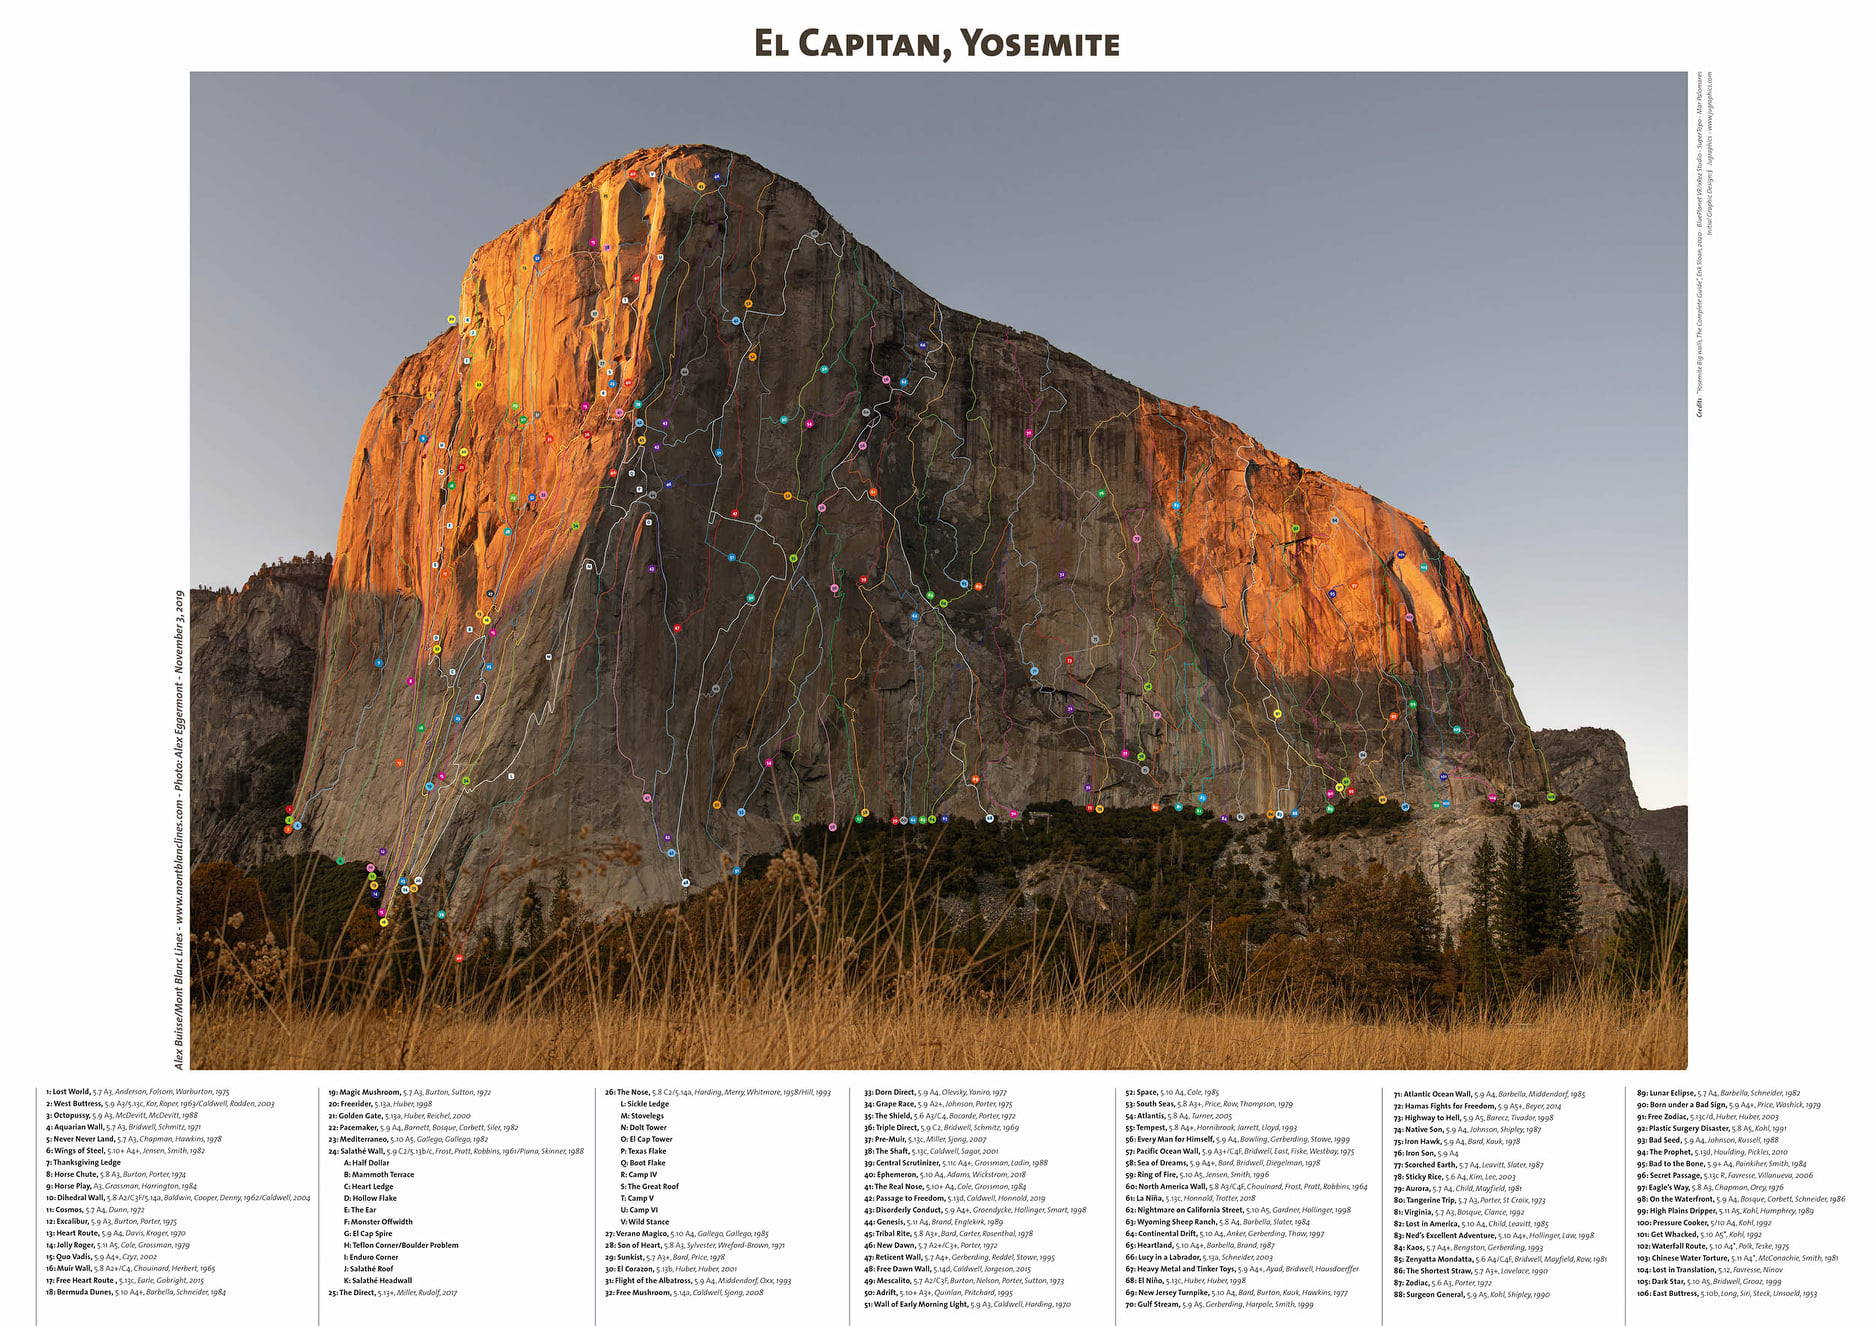 EL CAPITAN, YOSEMITE
Credits: "Yosemite Big walls, The Complete Guide", Erik Sloan, 2020 - BluePlanet VR/xRez Studio - SuperTopo - Mar Palomares
Initial Graphic Design: Jugraphics - www.jugraphics.com
Alex Buisse/Mont Blanc Lines - www.montblanclines.com - Photo: Alex Eggermont - November 3, 2019
1: Lost World, 5.7 A3, Anderson, Folsom, Warburton, 1975
2: West Buttress, 5.9 A3/5.13c, Kor, Roper, 1963/Caldwell, Rodden, 2003
3: Octopussy, 5.9 A3, McDevitt, McDevitt, 1988
4: Aquarian Wall, 5.7 A3, Bridwell, Schmitz, 1971
5: Never Never Land, 5.7 A3, Chapman, Hawkins, 1978
6: Wings of Steel, 5.10+ A4+, Jensen, Smith, 1982
7: Thanksgiving Ledge
8: Horse Chute, 5.8 A3, Burton, Porter, 1974
9: Horse Play, A3, Grossman, Harrington, 1984
10: Dihedral Wall, 5.8 A2/C3F/5.14a, Baldwin, Cooper, Denny, 1962/Caldwell, 2004
11: Cosmos, 5.7 A4, Dunn, 1972
12: Excalibur, 5.9 A3, Burton, Porter, 1975
13: Heart Route, 5.9 A4, Davis, Kroger, 1970
14: Jolly Roger, 5.11 A5, Cole, Grossman, 1979
15: Quo Vadis, 5.9 A4+, Czyz, 2002
16: Muir Wall, 5.8 A2+/C4, Chouinard, Herbert, 1965
17: Free Heart Route, 5.13c, Earle, Gobright, 2015
18: Bermuda Dunes, 5.10 A4+, Barbella, Schneider, 1984
19: Magic Mushroom, 5.7 A3, Burton, Sutton, 1972
20: Freerider, 5.13a, Huber, 1998
21: Golden Gate, 5.13a, Huber, Reichel, 2000
22: Pacemaker, 5.9 A4, Barnett, Bosque, Corbett, Siler, 1982
23: Mediterraneo, 5.10 A5, Gallego, Gallego, 1982
24: Salathé Wall, 5.9 C2/5.13b/c, Frost, Pratt, Robbins, 1961/Piana, Skinner, 1988
A: Half Dollar
B: Mammoth Terrace
C: Heart Ledge
D: Hollow Flake
E: The Ear
F: Monster Offwidth
G: El Cap Spire
H: Teflon Corner/Boulder Problem
I: Enduro Corner
J: Salathé Roof
K: Salathé Headwall
25: The Direct, 5.13+, Miller, Rudolf, 2017
26: The Nose, 5.8 C2/5.14a, Harding, Merry, Whitmore, 1958/Hill, 1993
L: Sickle Ledge
M: Stovelegs
N: Dolt Tower
O: El Cap Tower
P: Texas Flake
Q: Boot Flake
R: Camp IV
S: The Great Roof
T: Camp V
U: Camp VI
V: Wild Stance
27: Verano Magico, 5.10 A4, Gallego, Gallego, 1985
28: Son of Heart, 5.8 A3, Sylvester, Wreford-Brown, 1971
29: Sunkist, 5.7 A3+, Bard, Price, 1978
30: El Corazon, 5.13b, Huber, Huber, 2001
31: Flight of the Albatross, 5.9 A4, Middendorf, Oxx, 1993
32: Free Mushroom, 5.14a, Caldwell, Sjong, 2008
33: Dorn Direct, 5.9 A4, Olevsky, Yaniro, 1977
34: Grape Race, 5.9 A2+, Johnson, Porter, 1975
35: The Shield, 5.6 A3/C4, Bocarde, Porter, 1972
36: Triple Direct, 5.9 C2, Bridwell, Schmitz, 1969
37: Pre-Muir, 5.13c, Miller, Sjong, 2007
38: The Shaft, 5.13c, Caldwell, Sagar, 2001
39: Central Scrutinizer, 5.11c A4+, Grossman, Ladin, 1988
40: Ephemeron, 5.10 A4, Adams, Wickstrom, 2018
41: The Real Nose, 5.10+ A4, Cole, Grossman, 1984
42: Passage to Freedom, 5.13d, Caldwell, Honnold, 2019
43: Disorderly Conduct, 5.9 A4+, Groendycke, Hollinger, Smart, 1998
44: Genesis, 5.11 A4, Brand, Englekirk, 1989
45: Tribal Rite, 5.8 A3+, Bard, Carter, Rosenthal, 1978
46: New Dawn, 5.7 A2+/C3+, Porter, 1972
47: Reticent Wall, 5.7 A4+, Gerberding, Reddel, Stowe, 1995
48: Free Dawn Wall, 5.14d, Caldwell, Jorgeson, 2015
49: Mescalito, 5.7 A2/C3F, Burton, Nelson, Porter, Sutton, 1973
50: Adrift, 5.10+ A3+, Quinlan, Pritchard, 1995
51: Wall of Early Morning Light, 5.9 A3, Caldwell, Harding, 1970
52: Space, 5.10 A4, Cole, 1985
53: South Seas, 5.8 A3+, Price, Row, Thompson, 1979
54: Atlantis, 5.8 A4, Turner, 2005
55: Tempest, 5.8 A4+, Hornibrook, Jarrett, Lloyd, 1993
56: Every Man for Himself, 5.9 A4, Bowling, Gerberding, Stowe, 1999
57: Pacific Ocean Wall, 5.9 A3+/C4F, Bridwell, East, Fiske, Westbay, 1975
58: Sea of Dreams, 5.9 A4+, Bard, Bridwell, Diegelman, 1978
59: Ring of Fire, 5.10 A5, Jensen, Smith, 1996
60: North America Wall, 5.8 A3/C4F, Chouinard, Frost, Pratt, Robbins, 1964
61: La Niña, 5.13c, Honnold, Trotter, 2018
62: Nightmare on California Street, 5.10 A5, Gardner, Hollinger, 1998
63: Wyoming Sheep Ranch, 5.8 A4, Barbella, Slater, 1984
64: Continental Drift, 5.10 A4, Anker, Gerberding, Thaw, 1997
65: Heartland, 5.10 A4+, Barbella, Brand, 1987
66: Lucy in a Labrador, 5.13a, Schneider, 2003
67: Heavy Metal and Tinker Toys, 5.9 A4+, Ayad, Bridwell, Hausdoerffer
68: El Niño, 5.13c, Huber, Huber, 1998
69: New Jersey Turnpike, 5.10 A4, Bard, Burton, Kauk, Hawkins, 1977
70: Gulf Stream, 5.9 A5, Gerberding, Harpole, Smith, 1999
71: Atlantic Ocean Wall, 5.9 A4, Barbella, Middendorf, 1985
72: Hamas Fights for Freedom, 5.9 A5+, Beyer, 2014
73: Highway to Hell, 5.9 A5, Barecz, Tivador, 1998
74: Native Son, 5.9 A4, Johnson, Shipley, 1987
75: Iron Hawk, 5.9 A4, Bard, Kauk, 1978
76: Iron Son, 5.9 A4
77: Scorched Earth, 5.7 A4, Leavitt, Slater, 1987
78: Sticky Rice, 5.6 A4, Kim, Lee, 2003
79: Aurora, 5.7 A4, Child, Mayfield, 1981
80: Tangerine Trip, 5.7 A3, Porter, St Croix, 1973
81: Virginia, 5.7 A3, Bosque, Clance, 1992
82: Lost in America, 5.10 A4, Child, Leavitt, 1985
83: Ned's Excellent Adventure, 5.10 A4+, Hollinger, Law, 1998
84: Kaos, 5.7 A4+, Bengston, Gerberding, 1993
85: Zenyatta Mondatta, 5.6 A4/C4F, Bridwell, Mayfield, Row, 1981
86: The Shortest Straw, 5.7 A3+, Lovelace, 1990
87: Zodiac, 5.6 A3, Porter, 1972
88: Surgeon General, 5.9 A5, Kohl, Shipley, 1990
89: Lunar Eclipse, 5.7 A4, Barbella, Schneider, 1982
90: Born under a Bad Sign, 5.9 A4+, Price, Washick, 1979
91: Free Zodiac, 5.13c/d, Huber, Huber, 2003
92: Plastic Surgery Disaster, 5.8 A5, Kohl, 1991
93: Bad Seed, 5.9 A4, Johnson, Russell, 1988
94: The Prophet, 5.13d, Houlding, Pickles, 2010
95: Bad to the Bone, 5.9+ A4, Painkiher, Smith, 1984
96: Secret Passage, 5.13c R, Favresse, Villanueva, 2006
97: Eagle's Way, 5.8 A3, Chapman, Orey, 1976
98: On the Waterfront, 5.9 A4, Bosque, Corbett, Schneider, 1986
99: High Plains Dripper, 5.11 A5, Kohl, Humphrey, 1989
100: Pressure Cooker, 5/10 A4, Kohl, 1992
101: Get Whacked, 5.10 A5", Kohl, 1992
102: Waterfall Route, 5.10 A4", Polk, Teske, 1975
103: Chinese Water Torture, 5.11 A4", McConachie, Smith, 1981
104: Lost in Translation, 5.12, Favresse, Ninov
105: Dark Star, 5.10 A5, Bridwell, Groaz, 1999
106: East Buttress, 5.10b, Long, Siri, Steck, Unsoeld, 1953